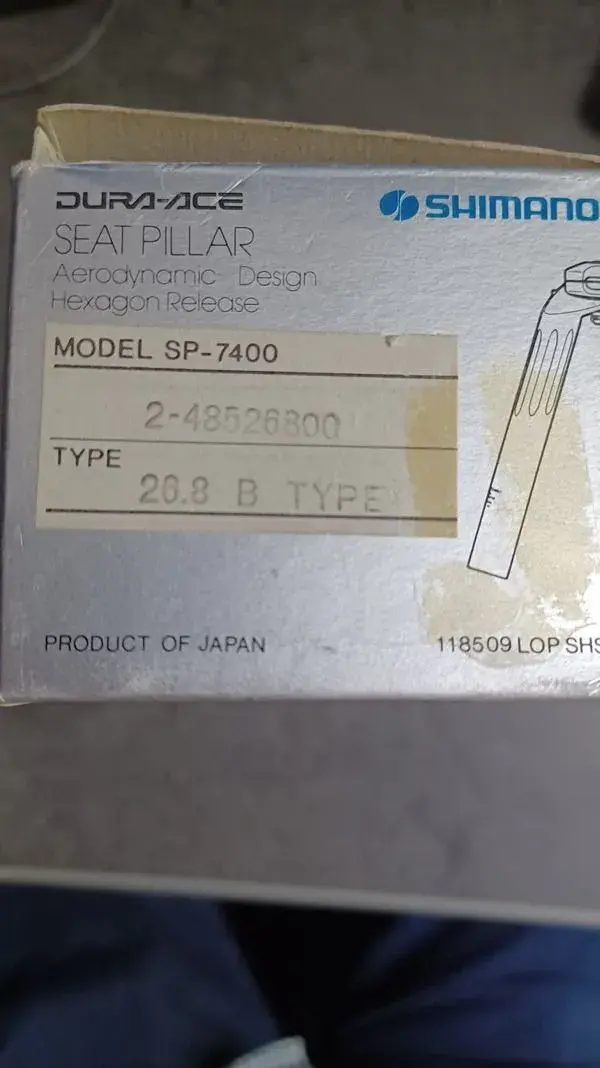 DURA-ACE
SHIMANO
SEAT PILLAR
Aerodynamic Design
Hexagon Release
MODEL SP-7400
2-48526800
TYPE
26.8 B TYPE
PRODUCT OF JAPAN
118509 LOP SHS